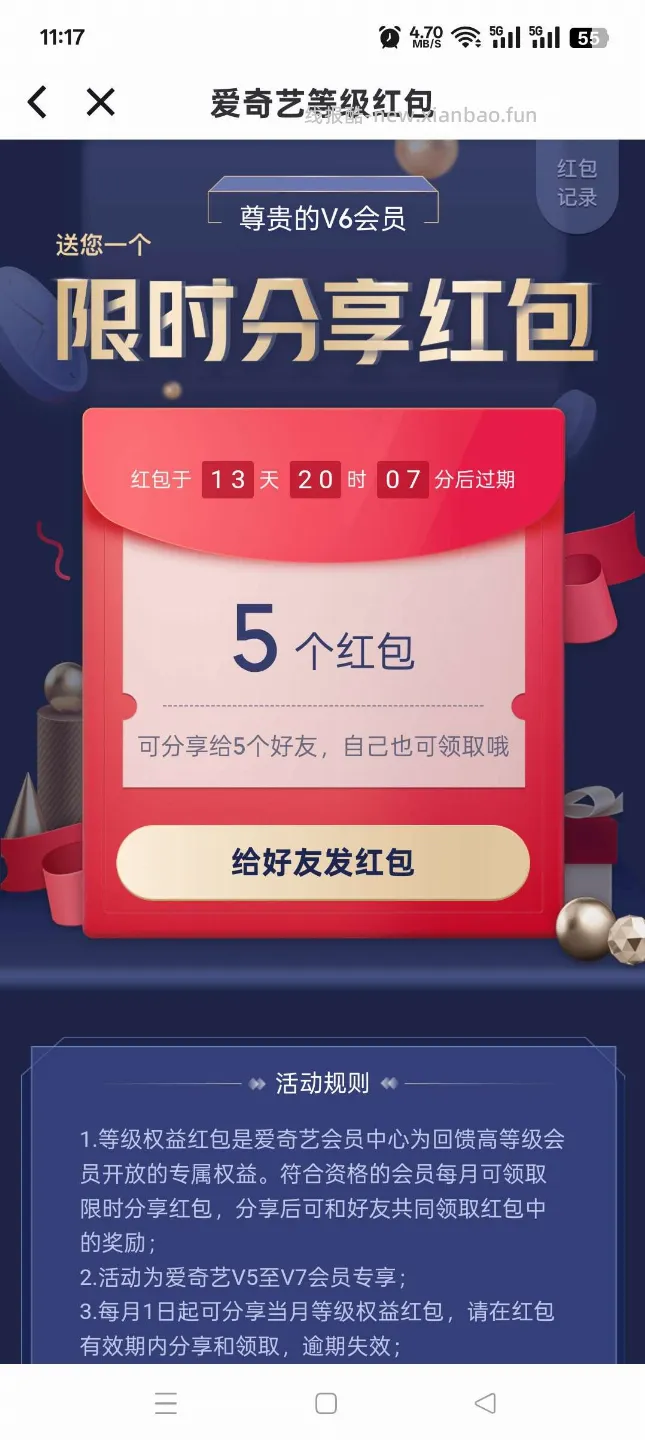 11:17
4.70
MB/S
5G
5G
55
爱奇艺等级红包
线报酷-new.xianbao.fun
红包
记录
尊贵的V6会员
送您一个
限时分享红包
红包于 13 天 20 时 07 分后过期
5 个红包
可分享给5个好友，自己也可领取哦
给好友发红包
活动规则
1.等级权益红包是爱奇艺会员中心为回馈高等级会
员开放的专属权益。符合资格的会员每月可领取
限时分享红包，分享后可和好友共同领取红包中
的奖励；
2.活动为爱奇艺V5至V7会员专享；
3.每月1日起可分享当月等级权益红包，请在红包
有效期内分享和领取，逾期失效；